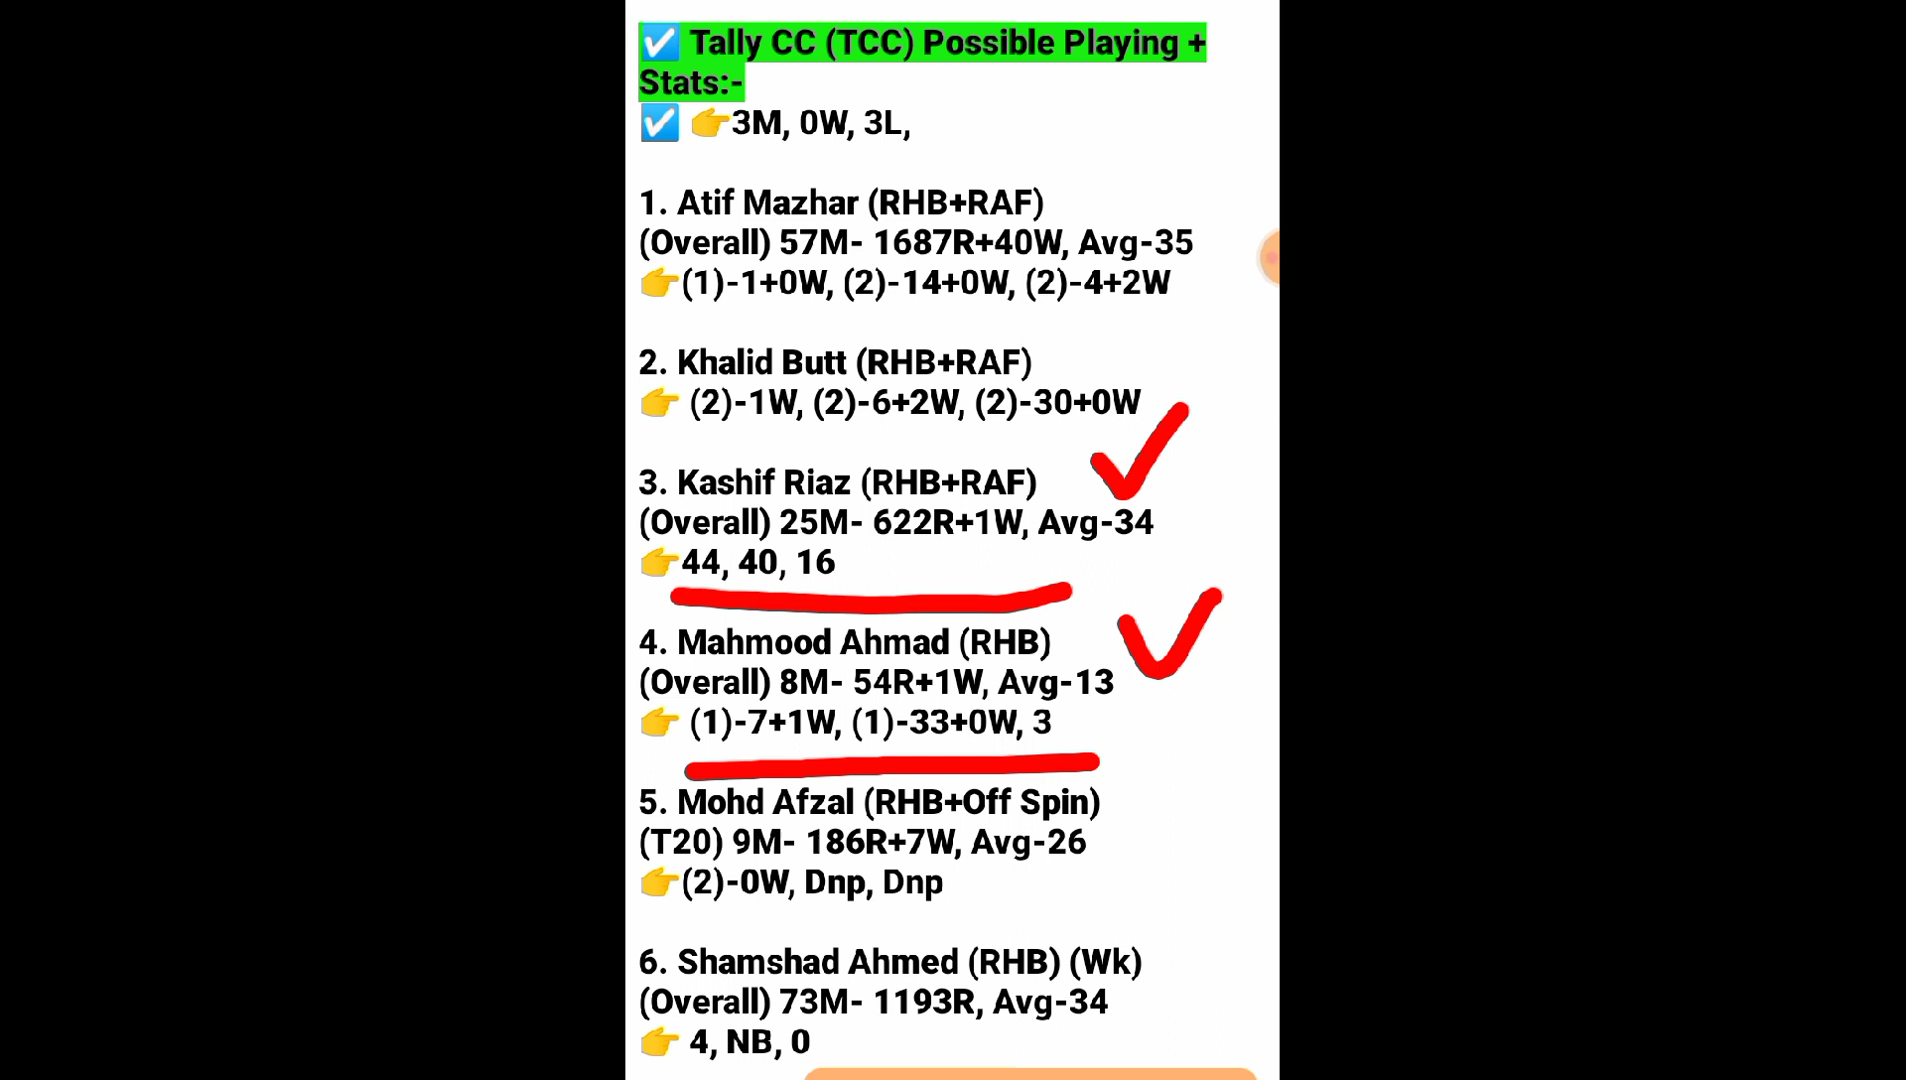 ☑️ Tally CC (TCC) Possible Playing +
Stats:-
☑️ 👉3M, 0W, 3L,
1. Atif Mazhar (RHB+RAF)
(Overall) 57M- 1687R+40W, Avg-35
👉(1)-1+0W, (2)-14+0W, (2)-4+2W
2. Khalid Butt (RHB+RAF)
👉 (2)-1W, (2)-6+2W, (2)-30+0W
3. Kashif Riaz (RHB+RAF)
(Overall) 25M- 622R+1W, Avg-34
👉44, 40, 16
4. Mahmood Ahmad (RHB)
(Overall) 8M- 54R+1W, Avg-13
👉 (1)-7+1W, (1)-33+0W, 3
5. Mohd Afzal (RHB+Off Spin)
(T20) 9M- 186R+7W, Avg-26
👉(2)-0W, Dnp, Dnp
6. Shamshad Ahmed (RHB) (Wk)
(Overall) 73M- 1193R, Avg-34
👉 4, NB, 0